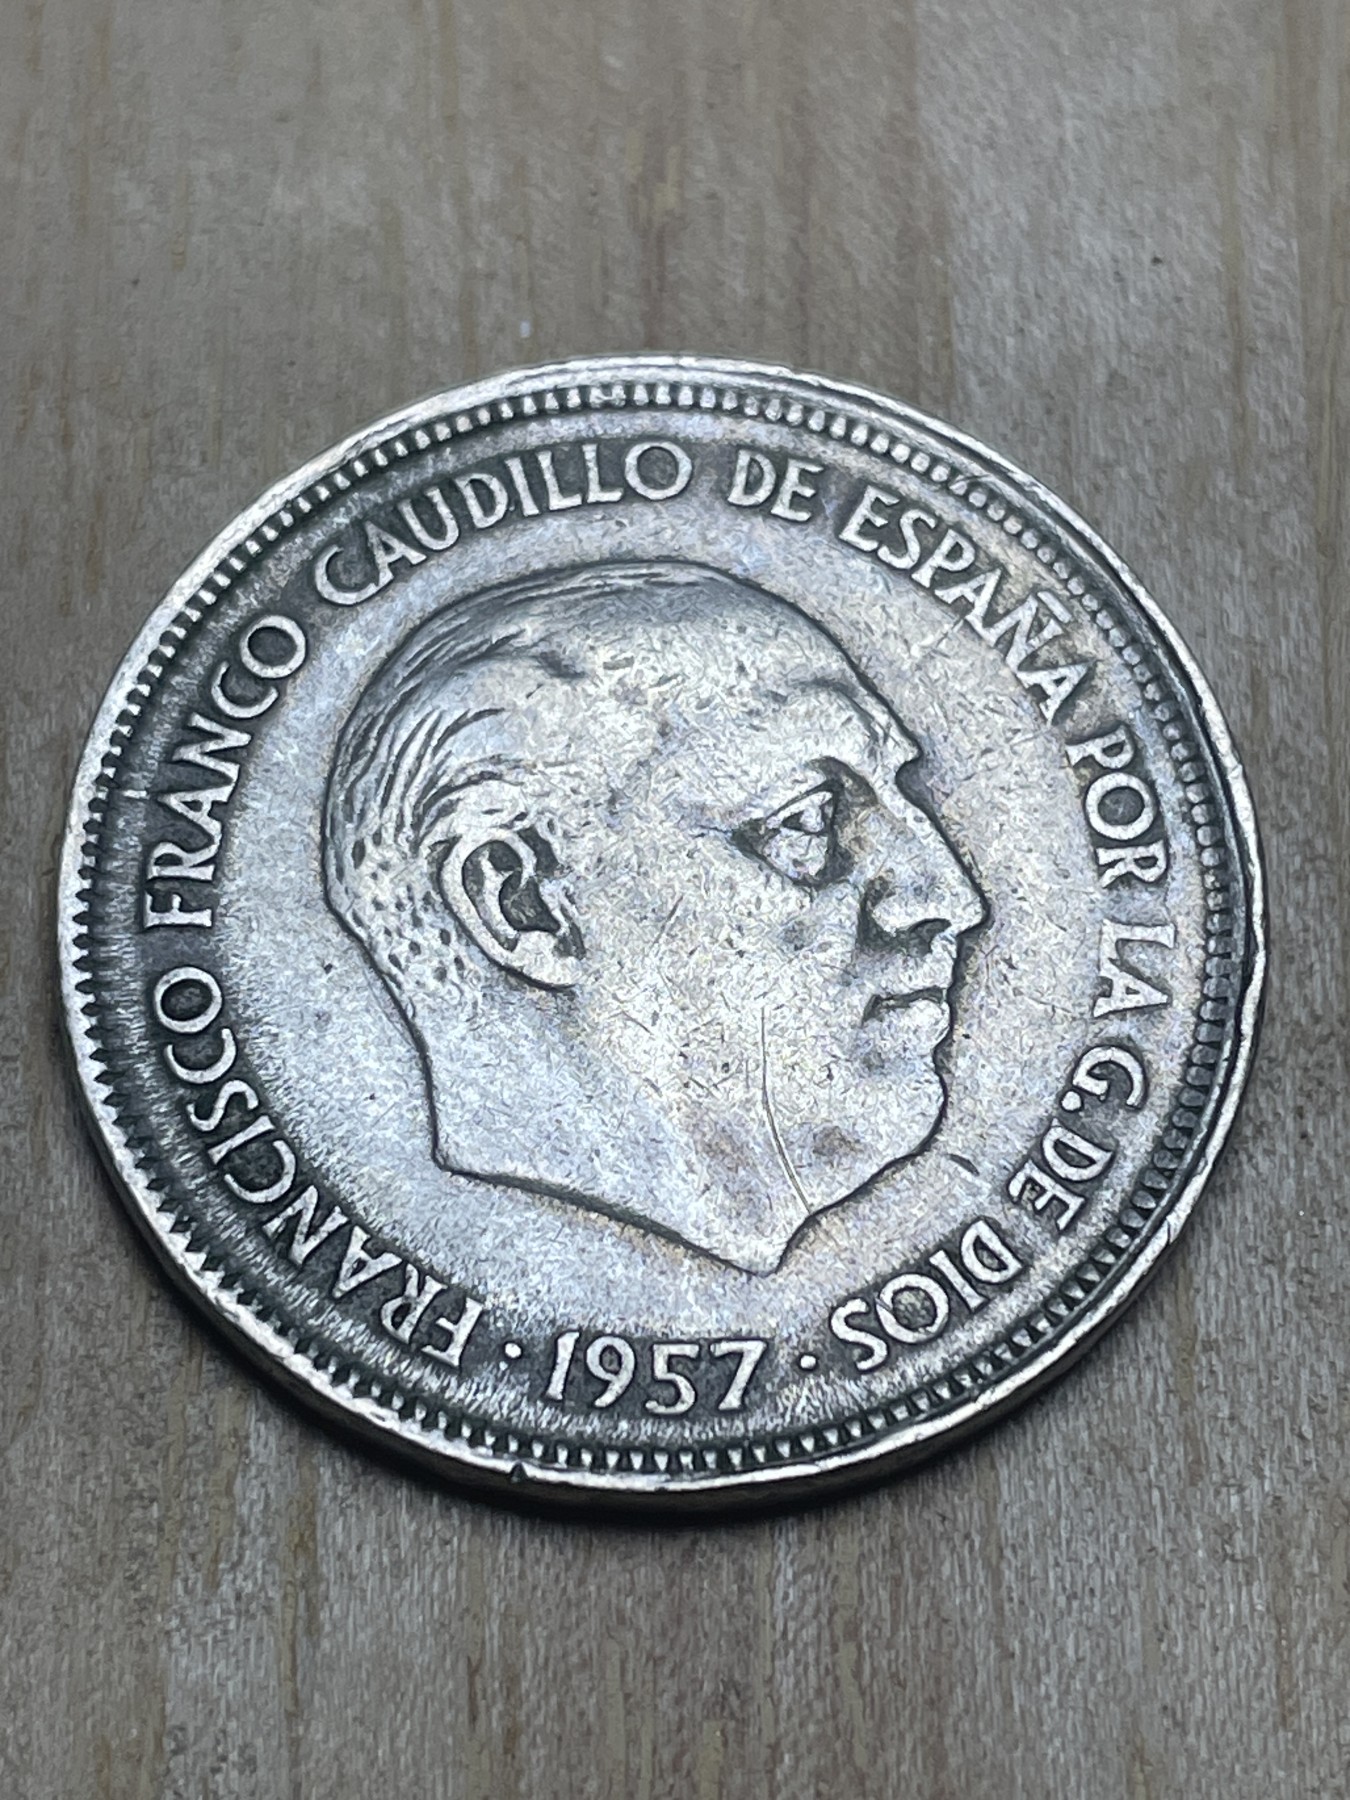 FRANCISCO FRANCO CAUDILLO DE ESPAÑA POR LA G. DE DIOS
· 1957 ·